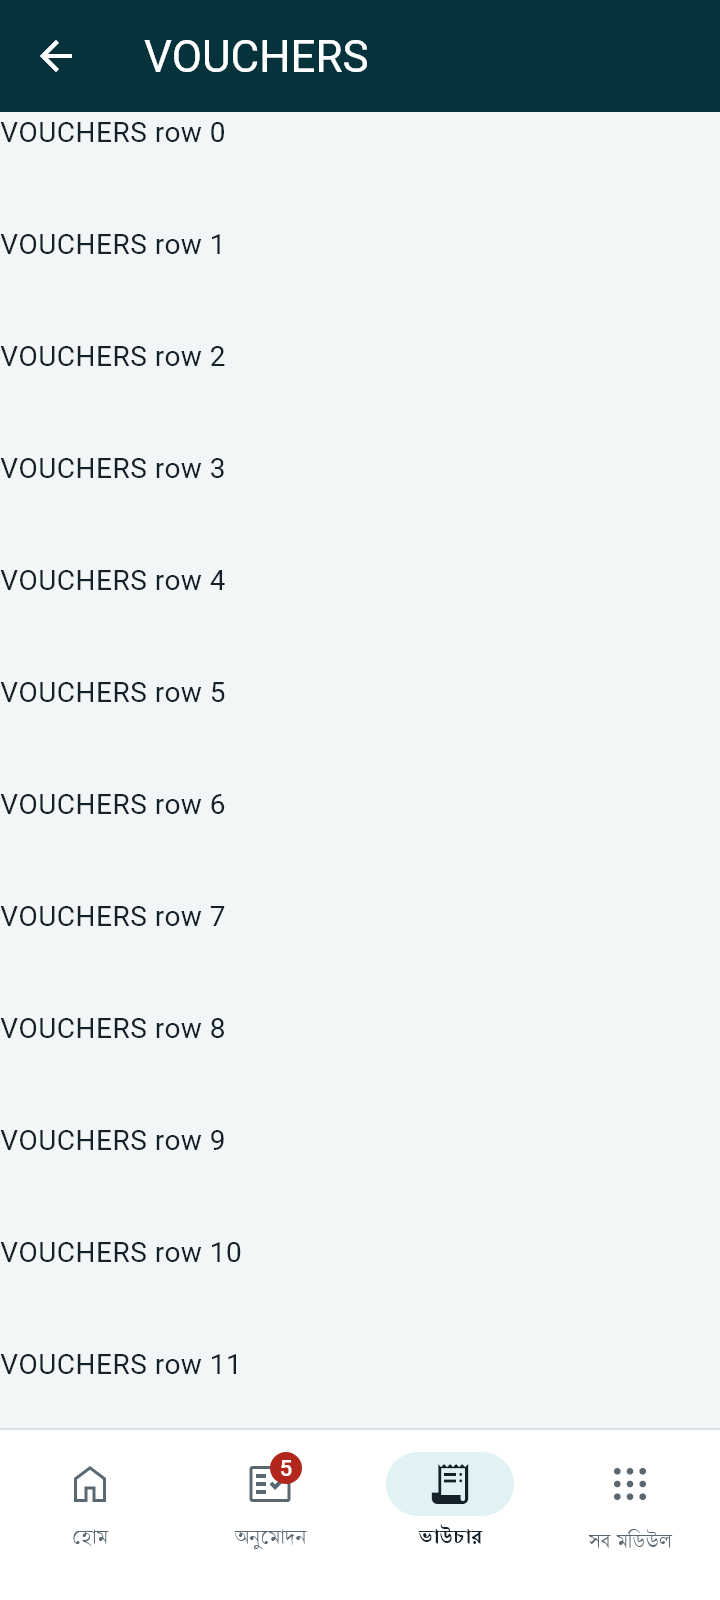 VOUCHERS
VOUCHERS row 0
VOUCHERS row 1
VOUCHERS row 2
VOUCHERS row 3
VOUCHERS row 4
VOUCHERS row 5
VOUCHERS row 6
VOUCHERS row 7
VOUCHERS row 8
VOUCHERS row 9
VOUCHERS row 10
VOUCHERS row 11
5
হোম
অনুমোদন
ভাউচার
সব মডিউল